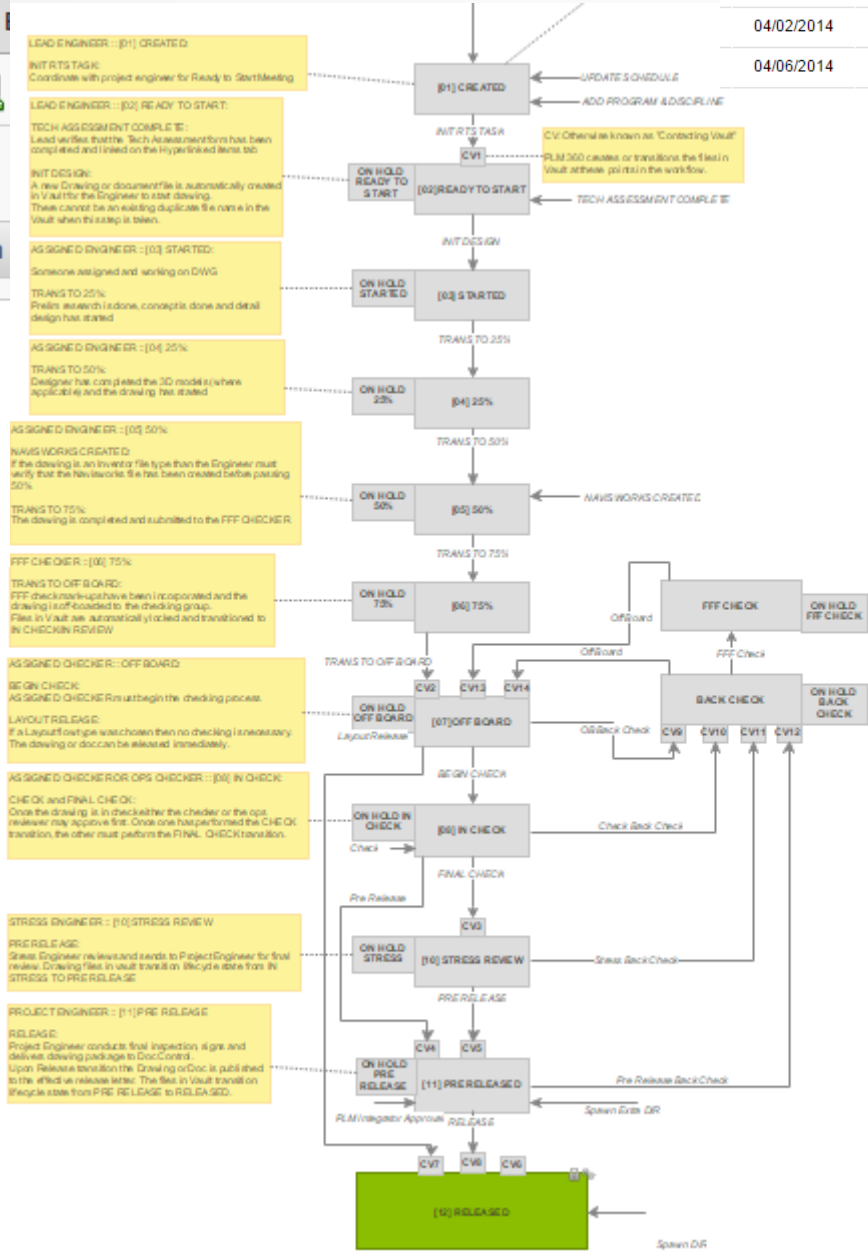 04/02/2014
04/06/2014
LEAD ENGINEER :: [01] CREATED:
INIT RTS TASK:
Coordinate with project engineer for Ready to Start Meeting
[01] CREATED
UPDATE SCHEDULE
ADD PROGRAM & DISCIPLINE
INIT RTS TASK
LEAD ENGINEER :: [02] READY TO START:
TECH ASSESSMENT COMPLETE:
Lead verifies that the Tech Assessment form has been
completed and linked on the Hyperlinked items tab
INIT DESIGN:
A new Drawing or document file is automatically created
in Vault for the Engineer to start drawing.
There cannot be an existing duplicate file name in the
Vault when this step is taken.
CV1
CV: Otherwise known as "Contacting Vault"
PLM 360 creates or transitions the files in
Vault at these points in the workflow.
ON HOLD
READY TO
START
[02] READY TO START
TECH ASSESSMENT COMPLETE
INIT DESIGN
ASSIGNED ENGINEER :: [03] STARTED:
Someone assigned and working on DWG
TRANS TO 25%:
Prelim research is done, concept is done and detail
design has started
ON HOLD
STARTED
[03] STARTED
TRANS TO 25%
ASSIGNED ENGINEER :: [04] 25%:
TRANS TO 50%:
Designer has completed the 3D models (where
applicable) and the drawing has started
ON HOLD
25%
[04] 25%
TRANS TO 50%
ASSIGNED ENGINEER :: [05] 50%:
NAVISWORKS CREATED:
If the drawing is an Inventor file type than the Engineer must
verify that the Navisworks file has been created before passing
50%.
TRANS TO 75%:
The drawing is completed and submitted to the FFF CHECKER
ON HOLD
50%
[05] 50%
NAVISWORKS CREATED
TRANS TO 75%
FFF CHECKER :: [06] 75%:
TRANS TO OFF BOARD:
FFF check mark-ups have been incorporated and the
drawing is off-boarded to the checking group.
Files in Vault are automatically locked and transitioned to
IN CHECK/IN REVIEW
ON HOLD
75%
[06] 75%
FFF CHECK
ON HOLD
FFF CHECK
Off Board
FFF Check
Off Board
TRANS TO OFF BOARD
ASSIGNED CHECKER :: OFF BOARD:
BEGIN CHECK:
ASSIGNED CHECKER must begin the checking process.
LAYOUT RELEASE:
If a Layout flow type was chosen then no checking is necessary.
The drawing or doc can be released immediately.
CV2
CV13
CV14
ON HOLD
OFF BOARD
[07] OFF BOARD
Layout Release
BACK CHECK
ON HOLD
BACK
CHECK
CV9
CV10
CV11
CV12
OB Back Check
BEGIN CHECK
ASSIGNED CHECKER OR OPS CHECKER :: [08] IN CHECK:
CHECK and FINAL CHECK:
Once the drawing is in check either the checker or the ops
reviewer may approve first. Once one has performed the CHECK
transition, the other must perform the FINAL CHECK transition.
ON HOLD IN
CHECK
[08] IN CHECK
Check Back Check
Check
FINAL CHECK
Pre Release
STRESS ENGINEER :: [10] STRESS REVIEW
PRE RELEASE:
Stress Engineer reviews and sends to Project Engineer for final
review. Drawing files in vault transition lifecycle state from IN
STRESS TO PRE RELEASE
CV3
ON HOLD
STRESS
[10] STRESS REVIEW
Stress Back Check
PRE RELEASE
PROJECT ENGINEER :: [11] PRE RELEASE
RELEASE:
Project Engineer conducts final inspection, signs and
delivers drawing package to Doc Control.
Upon Release transition the Drawing or Doc is published
to the effective release letter. The files in Vault transition
lifecycle state from PRE RELEASE to RELEASED.
CV4
CV5
ON HOLD
PRE
RELEASE
[11] PRE RELEASED
Pre Release Back Check
PLM Integrator Approval
RELEASE
Spawn Extra DIR
CV7
CV8
CV6
[12] RELEASED
Spawn DIR